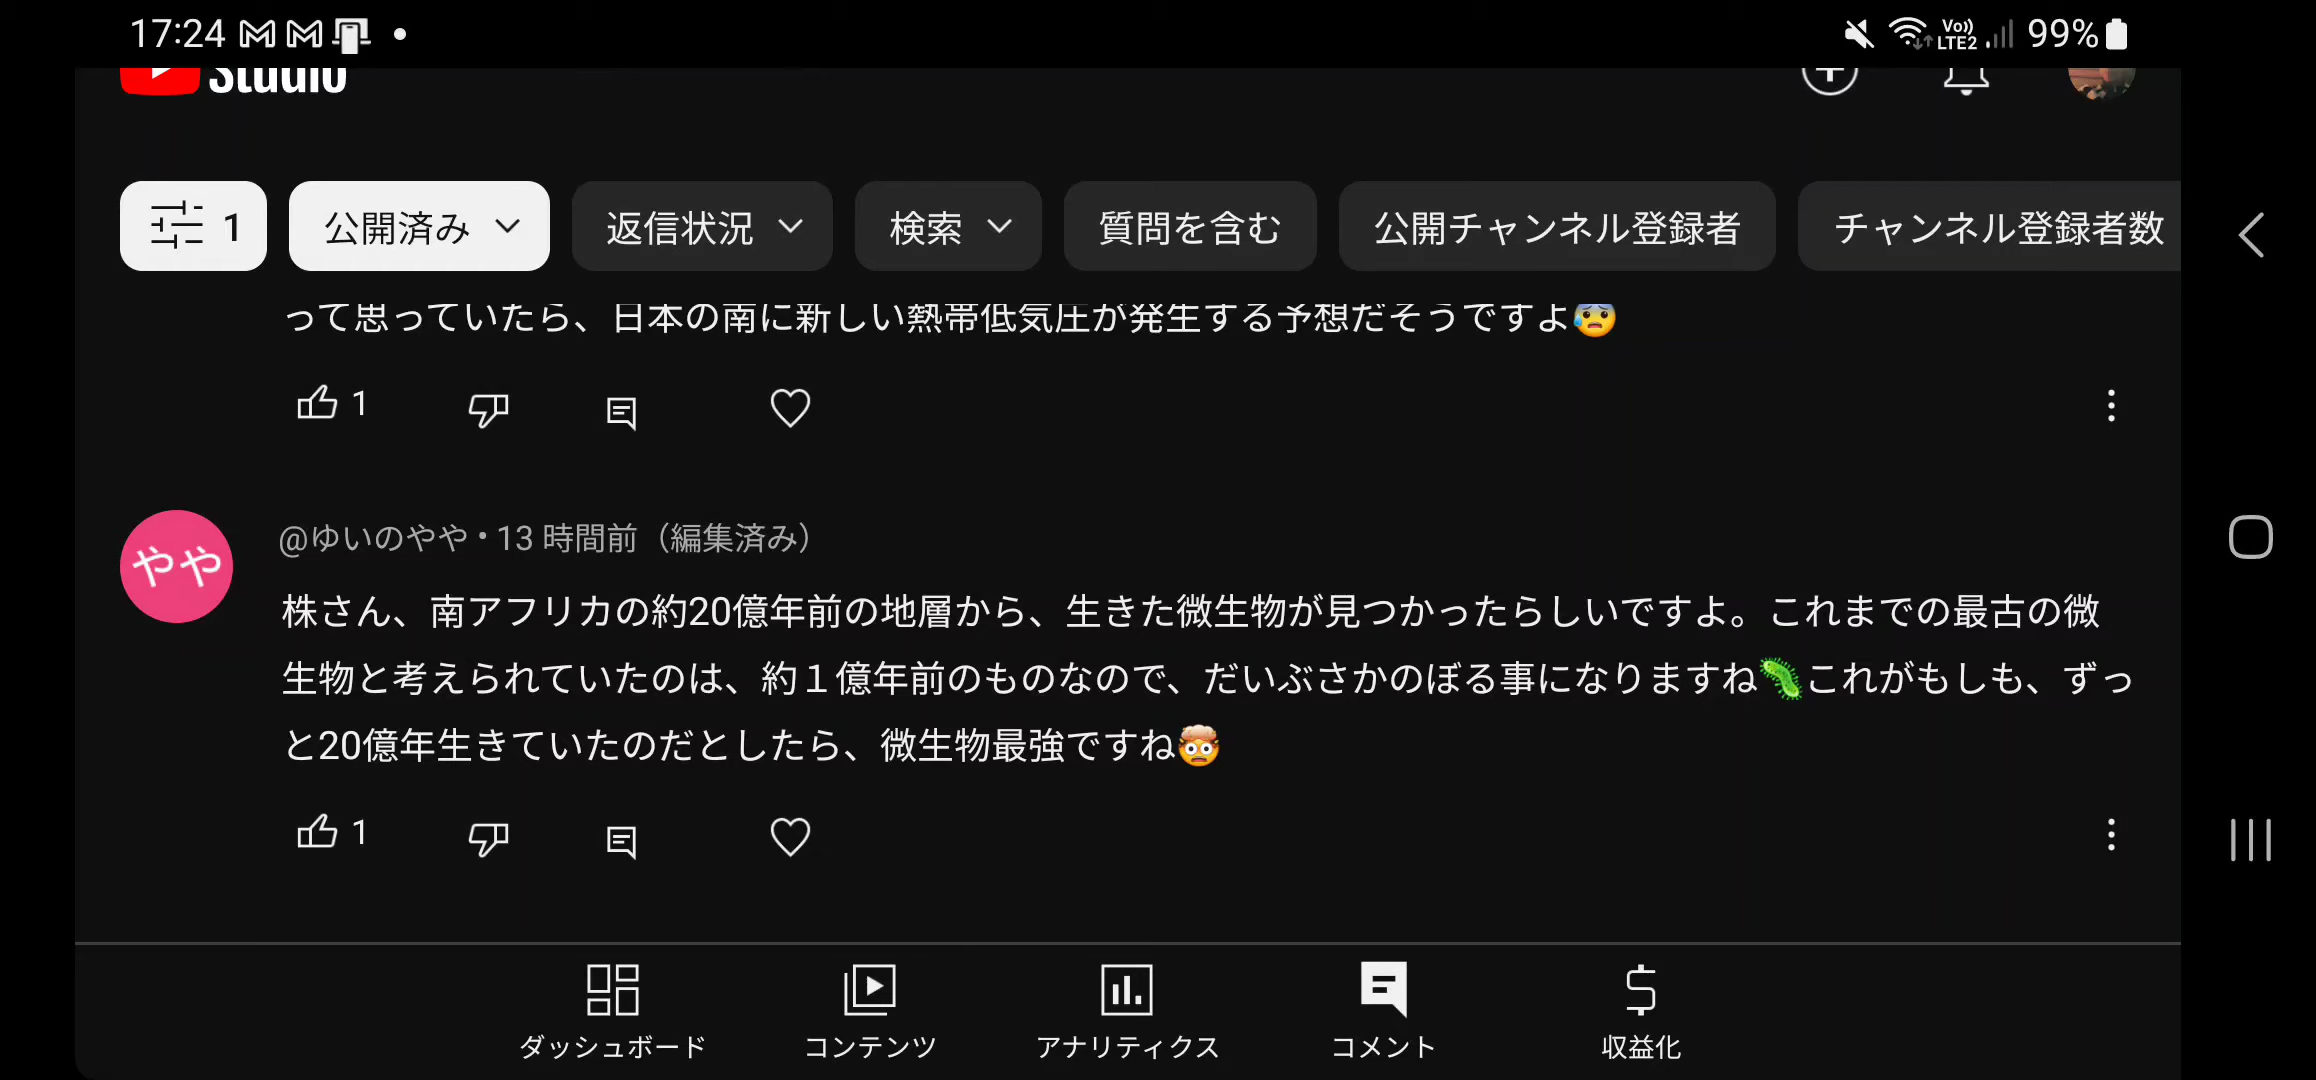 17:24
Vo)) LTE2 99%
Studio
1 公開済み 返信状況 検索 質問を含む 公開チャンネル登録者 チャンネル登録者数
って思っていたら、日本の南に新しい熱帯低気圧が発生する予想だそうですよ😰
1
やや
@ゆいのやや • 13 時間前（編集済み）
株さん、南アフリカの約20億年前の地層から、生きた微生物が見つかったらしいですよ。これまでの最古の微
生物と考えられていたのは、約１億年前のものなので、だいぶさかのぼる事になりますね🦠これがもしも、ずっ
と20億年生きていたのだとしたら、微生物最強ですね🤯
1
ダッシュボード コンテンツ アナリティクス コメント 収益化